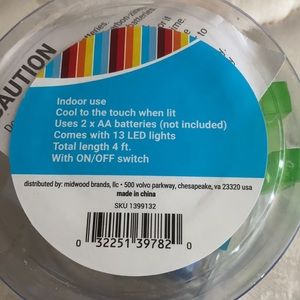 CAUTION
Indoor use
Cool to the touch when lit
Uses 2 x AA batteries (not included)
Comes with 13 LED lights
Total length 4 ft.
With ON/OFF switch
distributed by: midwood brands, llc • 500 volvo parkway, chesapeake, va 23320 usa
made in china
SKU 1399132
0 32251 39782 0